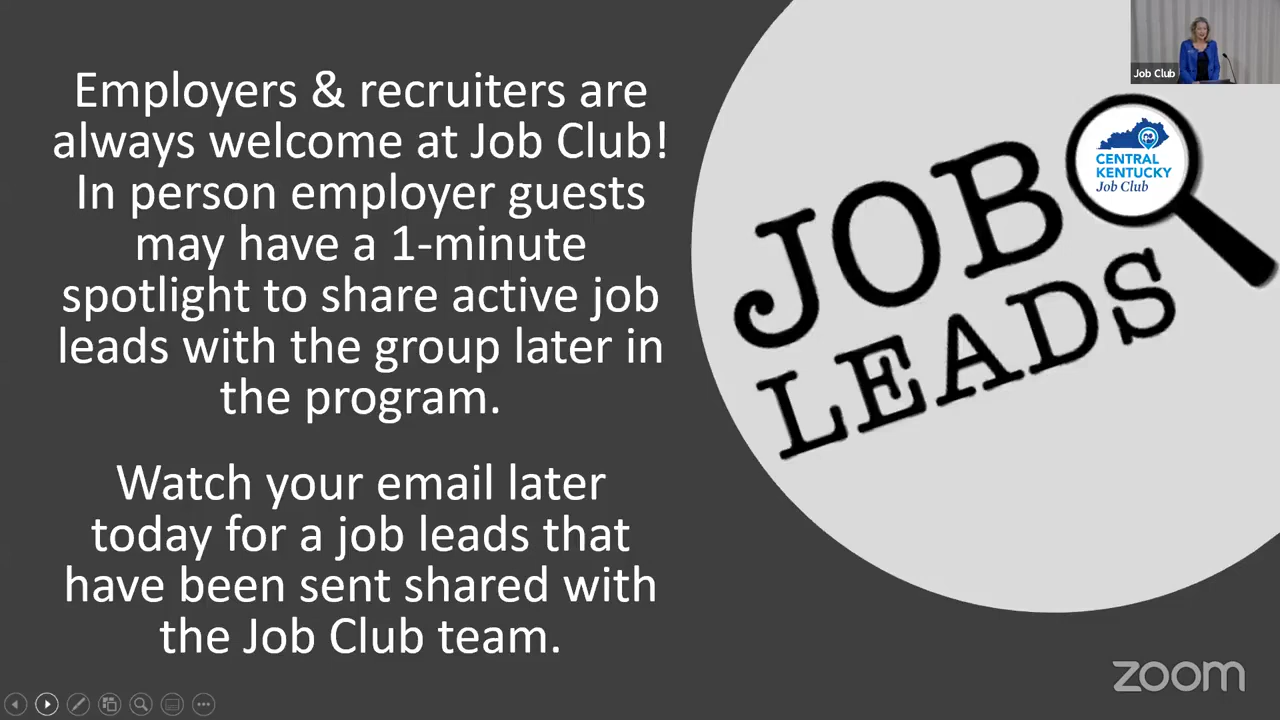 Employers & recruiters are
always welcome at Job Club!
In person employer guests
may have a 1-minute
spotlight to share active job
leads with the group later in
the program.
Watch your email later
today for a job leads that
have been sent shared with
the Job Club team.
Job Club
CENTRAL
KENTUCKY
Job Club
JOB
LEADS
zoom